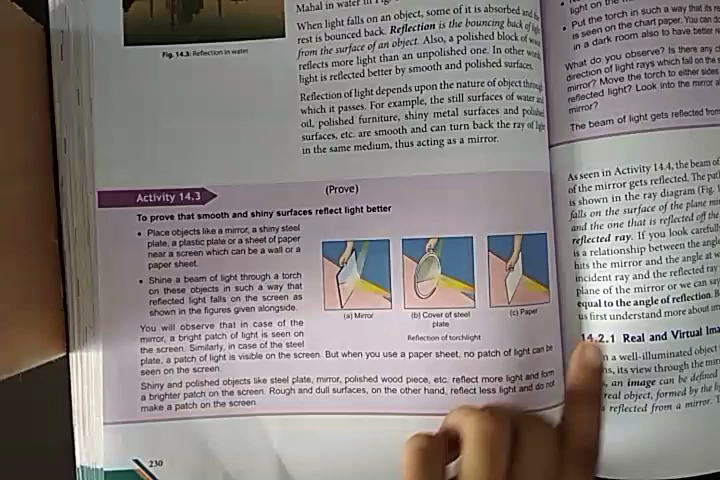 Mahal in water in Fig.
When light falls on an object, some of it is absorbed and the
rest is bounced back. Reflection is the bouncing back of light
from the surface of an object. Also, a polished block of wood
reflects more light than an unpolished one. In other words,
light is reflected better by smooth and polished surfaces.
Reflection of light depends upon the nature of object through
which it passes. For example, the still surfaces of water and
oil, polished furniture, shiny metal surfaces and polished
surfaces, etc. are smooth and can turn back the ray of light
in the same medium, thus acting as a mirror.
Fig. 14.3: Reflection in water
Activity 14.3
(Prove)
To prove that smooth and shiny surfaces reflect light better
• Place objects like a mirror, a shiny steel
plate, a plastic plate or a sheet of paper
near a screen which can be a wall or a
paper sheet.
• Shine a beam of light through a torch
on these objects in such a way that
reflected light falls on the screen as
shown in the figures given alongside.
(a) Mirror
(b) Cover of steel
plate
(c) Paper
Reflection of torchlight
You will observe that in case of the
mirror, a bright patch of light is seen on
the screen. Similarly, in case of the steel
plate, a patch of light is visible on the screen. But when you use a paper sheet, no patch of light can be
seen on the screen.
Shiny and polished objects like steel plate, mirror, polished wood piece, etc. reflect more light and form
a brighter patch on the screen. Rough and dull surfaces, on the other hand, reflect less light and do not
make a patch on the screen
230
light on the
• Put the torch in such a way that its
is seen on the chart paper. You can do
in a dark room also to have better
What do you observe? Is there any
direction of light rays which fall on the
mirror? Move the torch to either sides
reflected light? Look into the mirror
mirror?
The beam of light gets reflected from
As seen in Activity 14.4, the beam of
of the mirror gets reflected. The
is shown in the ray diagram (Fig.
falls on the surface of the plane
and the one that is reflected off the
reflected ray. If you look carefully
is a relationship between the
hits the mirror and the angle at
incident ray and the reflected ray
plane of the mirror or we can say
equal to the angle of reflection.
us first understand more about
14.2.1 Real and Virtual
n a well-illuminated object
its view through the
an image can be defined
real object, formed by the
reflected from a mirror.